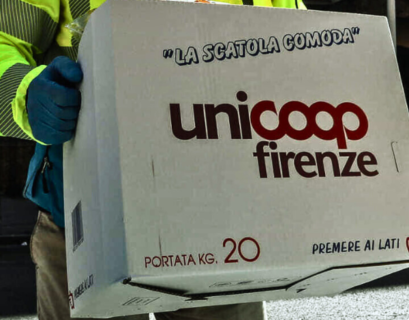 "LA SCATOLA COMODA"
unicoop
firenze
PORTATA KG. 20
PREMERE AI LATI